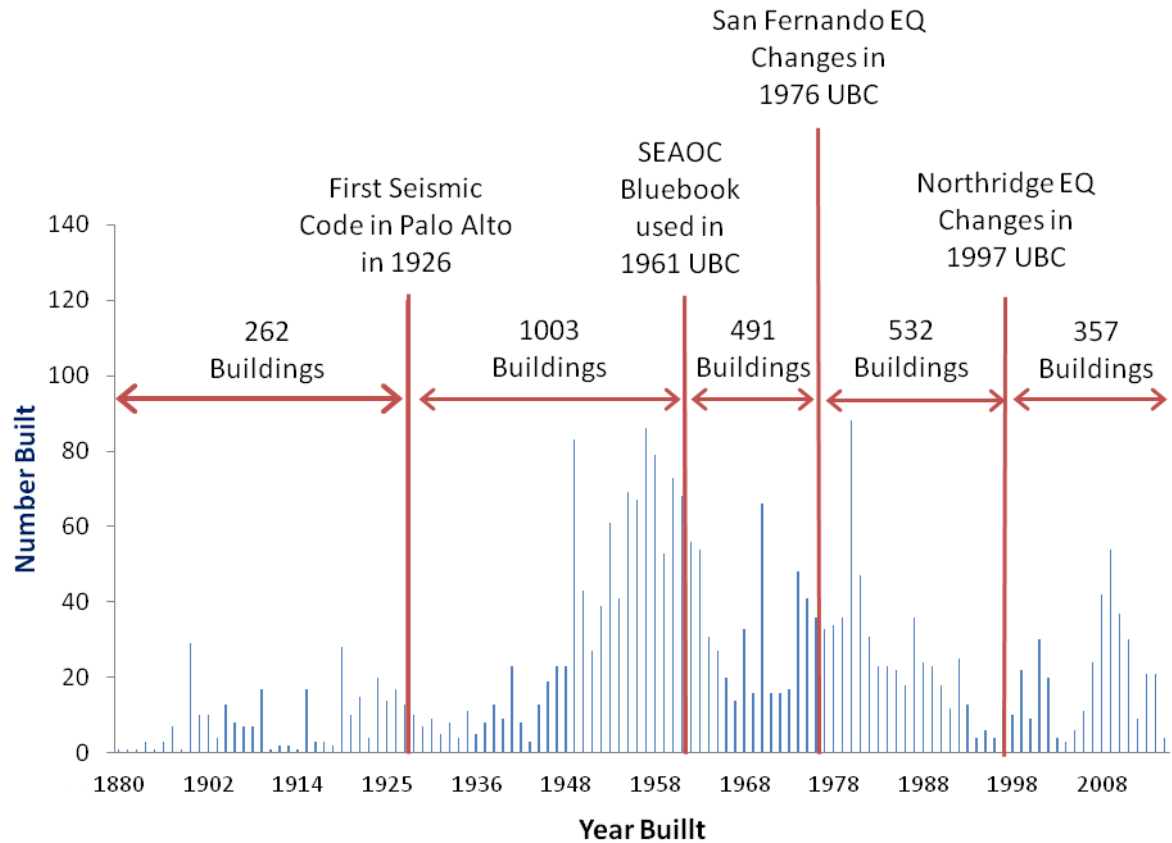 San Fernando EQ
Changes in
1976 UBC
First Seismic
Code in Palo Alto
in 1926
SEAOC
Bluebook
used in
1961 UBC
Northridge EQ
Changes in
1997 UBC
262
Buildings
1003
Buildings
491
Buildings
532
Buildings
357
Buildings
Number Built
140
120
100
80
60
40
20
0
1880 1902 1914 1925 1936 1948 1958 1968 1978 1988 1998 2008
Year Buillt